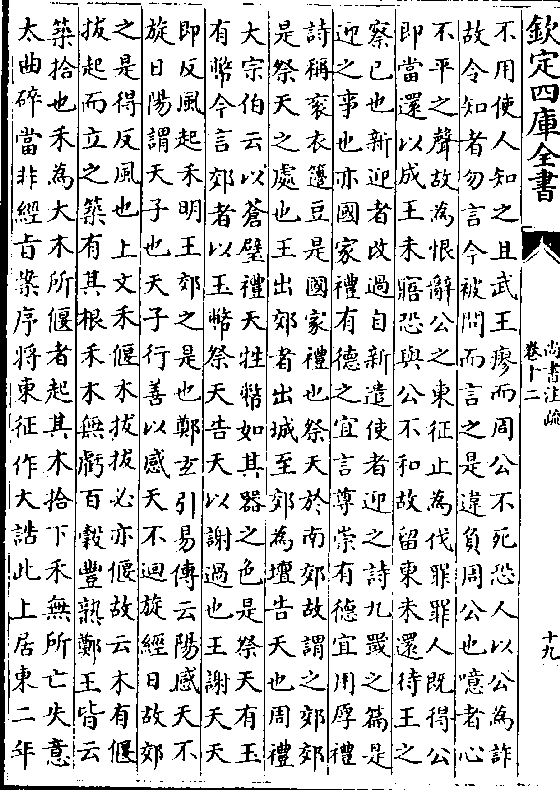 欽定四庫全書
尚書注疏
卷十二
十九
不用使人知之且武王瘳而周公不死恐人以公為詐
故令知者勿言今被問而言之是違負周公也噫者心
不平之聲故為恨辭公之東征止為伐罪罪人既得公
即當還以成王未寤恐與公不和故留東未還待王之
察已也新迎者改過自新遣使者迎之詩九罭之篇是
迎之事也亦國家禮有德之宜言尊崇有德宜用厚禮
詩稱衮衣籩豆是國家禮也祭天於南郊故謂之郊郊
是祭天之處也王出郊者出城至郊為壇告天也周禮
大宗伯云以蒼璧禮天牲幣如其器之色是祭天有玉
有幣今言郊者以玉幣祭天告天以謝過也王謝天天
即反風起禾明王郊之是也鄭玄引易傳云陽感天不
旋日陽謂天子也天子行善以感天不迴旋經日故郊
之是得反風也上文禾偃木拔拔必亦偃故云木有偃
拔起而立之築有其根禾木無虧百穀豐熟鄭王皆云
築拾也禾為大木所偃者起其木拾下禾無所亡失意
太曲碎當非經旨案序將東征作大誥此上居東二年